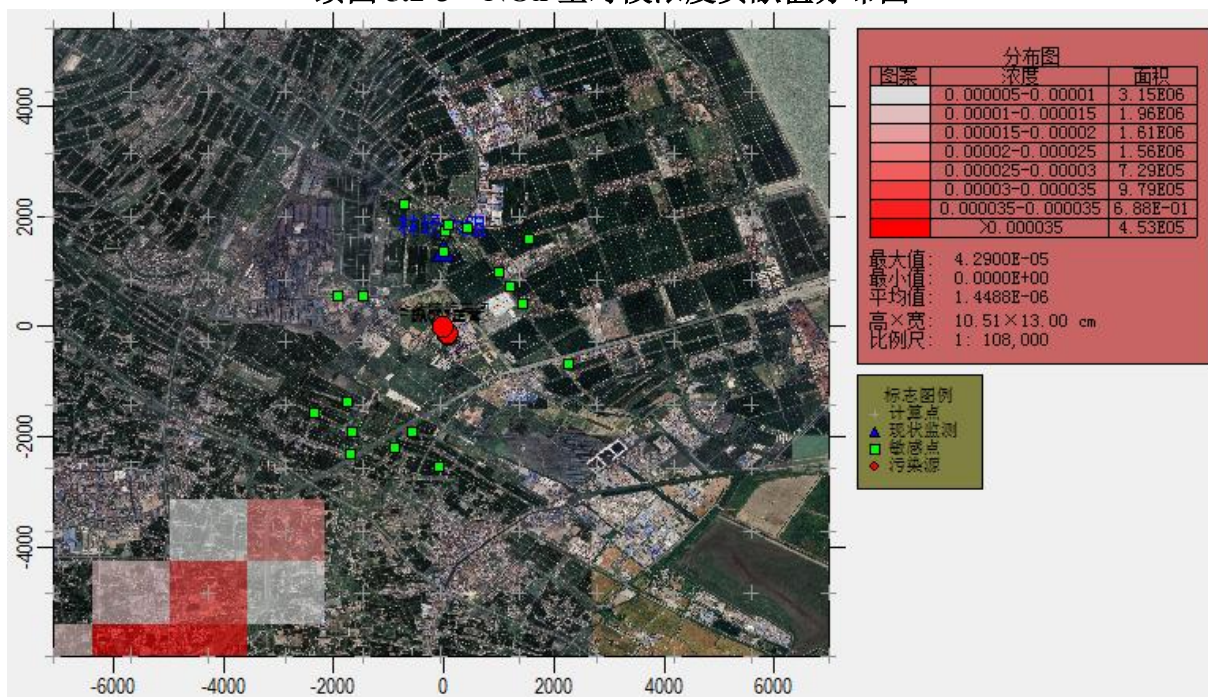 分布图
图案 浓度 面积
0.000005-0.00001 3.15E06
0.00001-0.000015 1.96E06
0.000015-0.00002 1.61E06
0.00002-0.000025 1.56E06
0.000025-0.00003 7.29E05
0.00003-0.000035 9.79E05
0.000035-0.000035 6.88E-01
>0.000035 4.53E05
最大值: 4.2900E-05
最小值: 0.0000E+00
平均值: 1.4488E-06
高×宽: 10.51×13.00 cm
比例尺: 1: 108,000
标志图例
计算点
现状监测
敏感点
污染源
4000
2000
0
-2000
-4000
-6000 -4000 -2000 0 2000 4000 6000